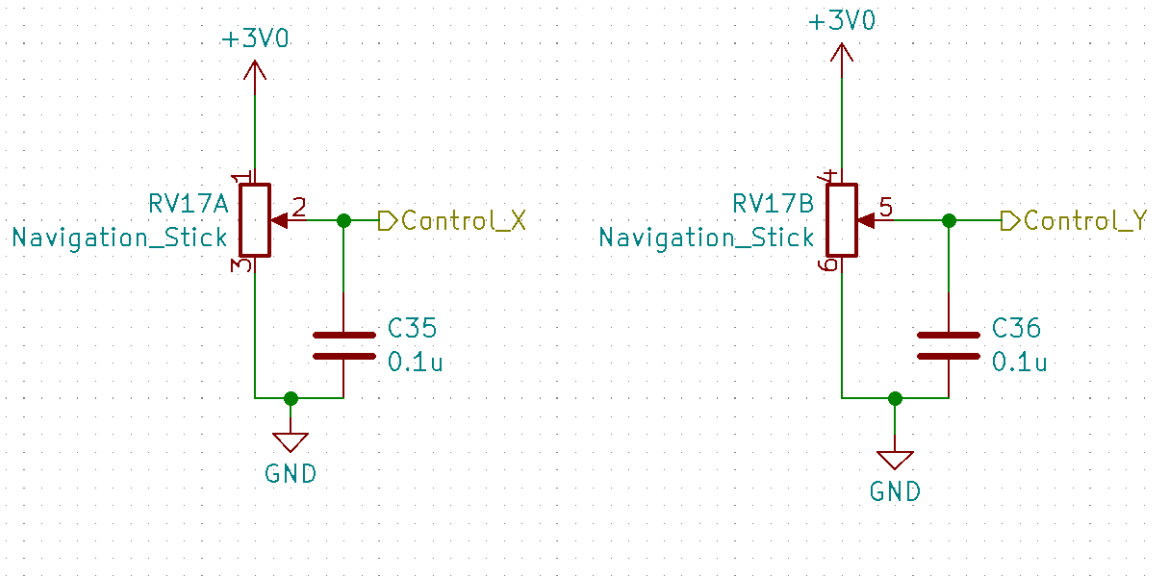 +3V0
1
RV17A
2
Navigation_Stick
Control_X
3
C35
0.1u
GND
+3V0
4
RV17B
5
Navigation_Stick
Control_Y
6
C36
0.1u
GND